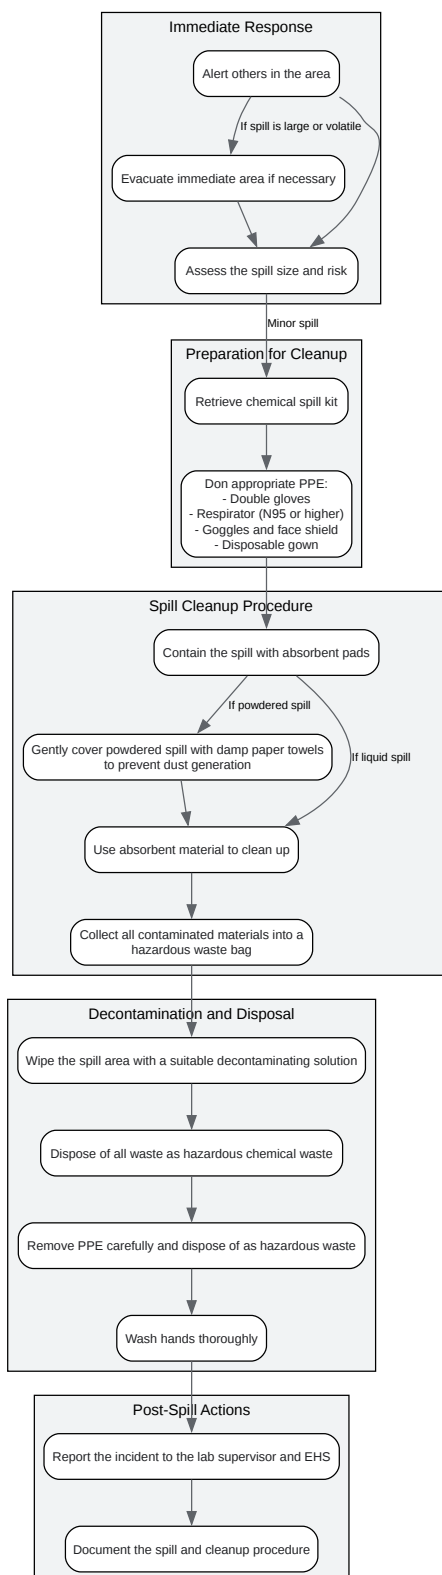 Immediate Response
Alert others in the area
If spill is large or volatile
Evacuate immediate area if necessary
Assess the spill size and risk
Minor spill
Preparation for Cleanup
Retrieve chemical spill kit
Don appropriate PPE:
- Double gloves
- Respirator (N95 or higher)
- Goggles and face shield
- Disposable gown
Spill Cleanup Procedure
Contain the spill with absorbent pads
If powdered spill
Gently cover powdered spill with damp paper towels
to prevent dust generation
If liquid spill
Use absorbent material to clean up
Collect all contaminated materials into a
hazardous waste bag
Decontamination and Disposal
Wipe the spill area with a suitable decontaminating solution
Dispose of all waste as hazardous chemical waste
Remove PPE carefully and dispose of as hazardous waste
Wash hands thoroughly
Post-Spill Actions
Report the incident to the lab supervisor and EHS
Document the spill and cleanup procedure